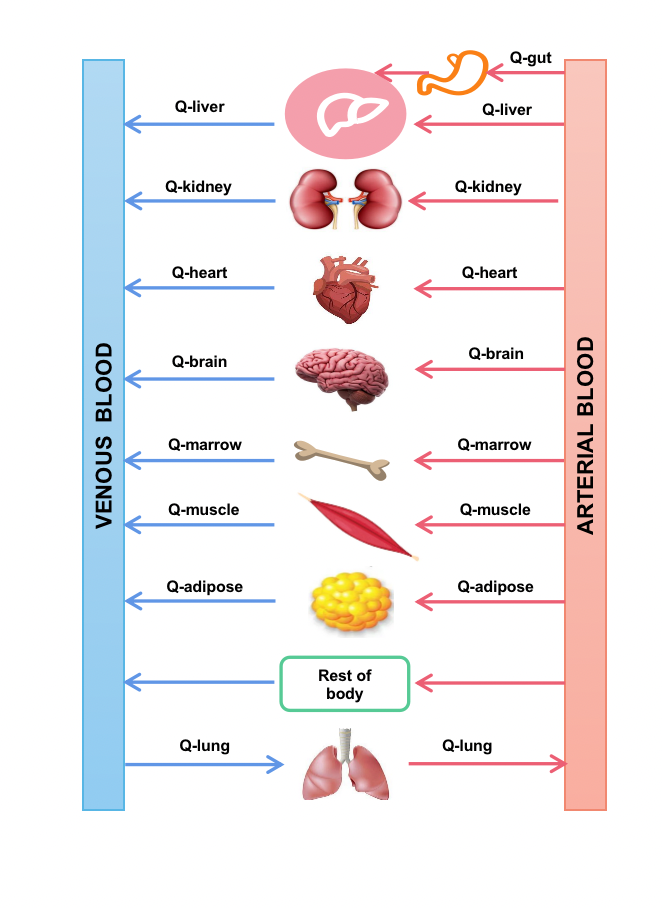 Q-gut
Q-liver
Q-liver
Q-kidney
Q-kidney
Q-heart
Q-heart
Q-brain
Q-brain
VENOUS BLOOD
ARTERIAL BLOOD
Q-marrow
Q-marrow
Q-muscle
Q-muscle
Q-adipose
Q-adipose
Rest of
body
Q-lung
Q-lung